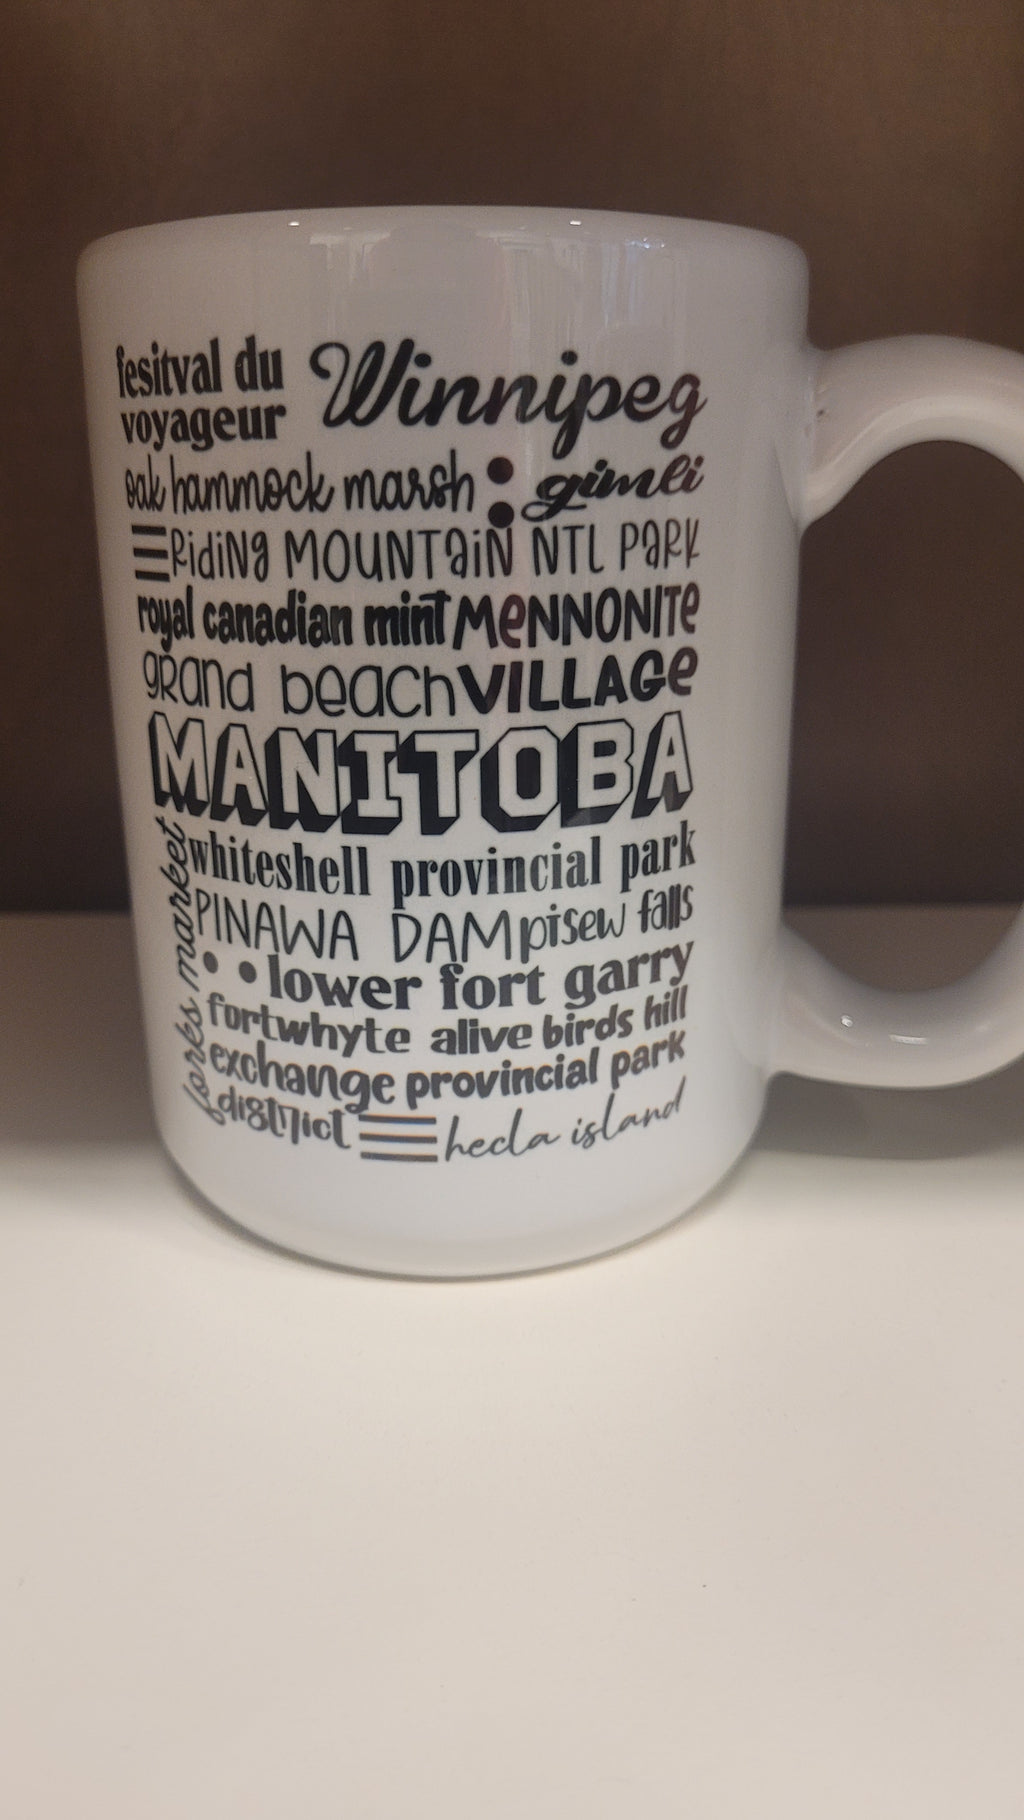 fesitval du
voyageur
Winnipeg
oak hammock marsh
gimli
RidiNg MOUNTaiN NTL PaRK
royal canadian mint
MeNNONITe
VILLAGe
grand beach
MANITOBA
forks market
whiteshell provincial park
PINAWA DAM
pisew falls
lower fort garry
fortwhyte alive
birds hill
provincial park
exchange
district
hecla island